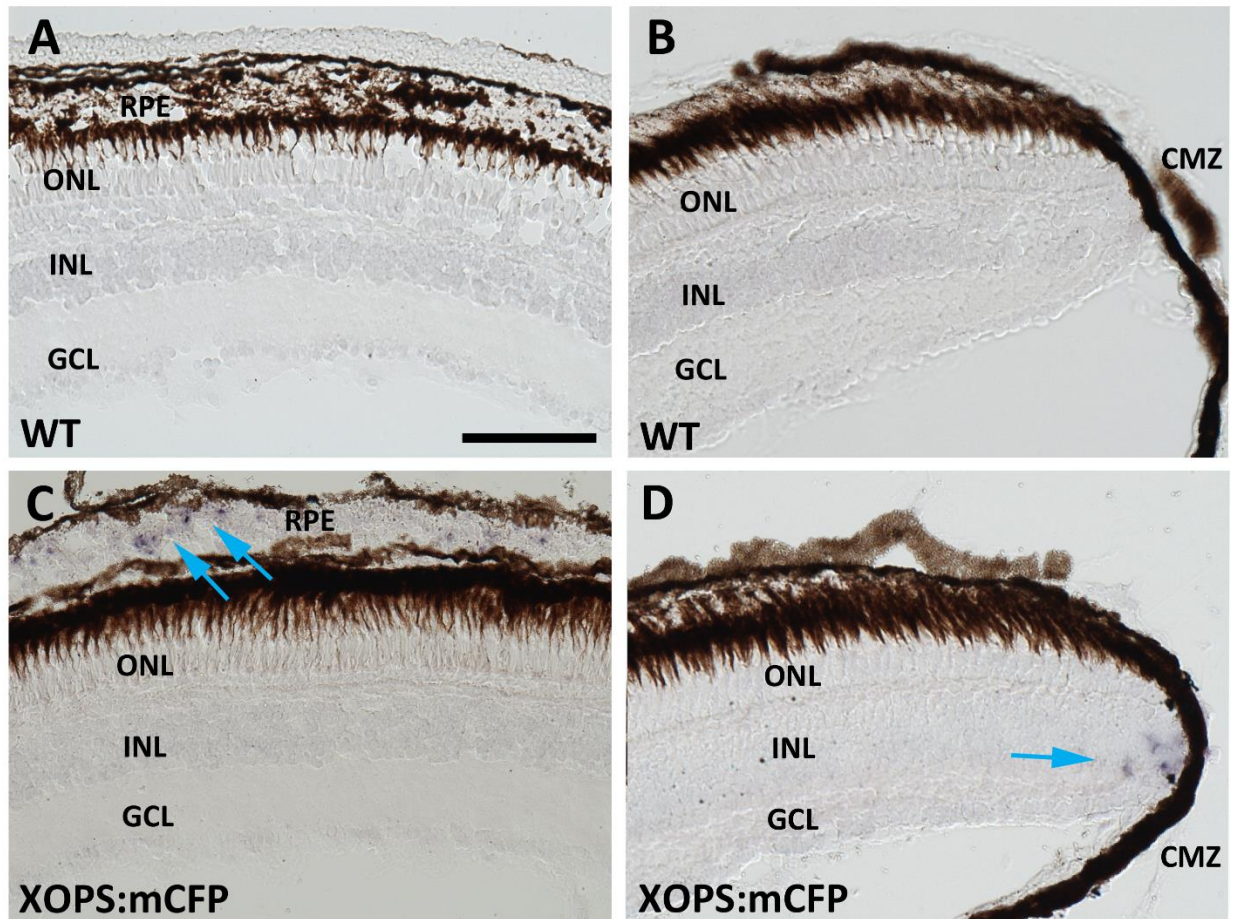 A
RPE
ONL
INL
GCL
WT
B
CMZ
ONL
INL
GCL
WT
C
RPE
ONL
INL
GCL
XOPS:mCFP
D
ONL
INL
GCL
CMZ
XOPS:mCFP